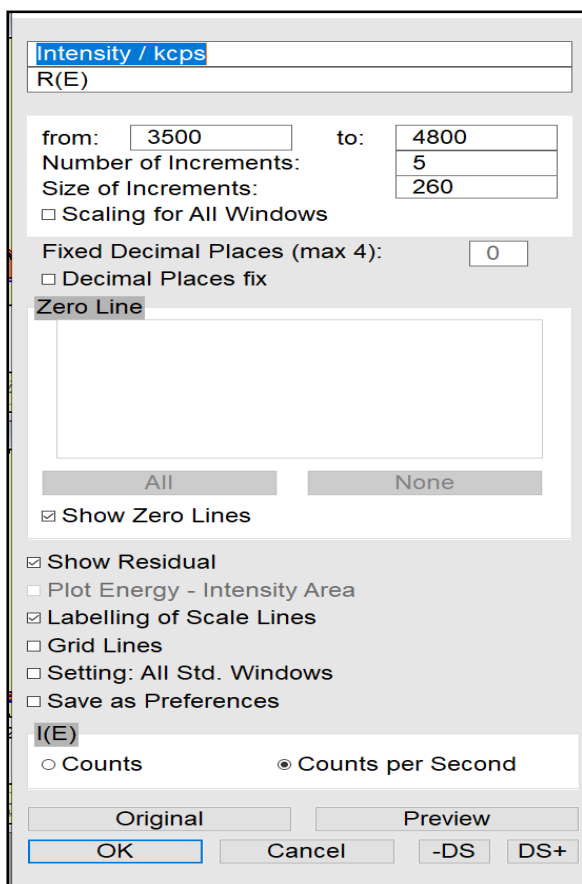 Intensity / kcps
R(E)
from: 3500 to: 4800
Number of Increments: 5
Size of Increments: 260
Scaling for All Windows
Fixed Decimal Places (max 4): 0
Decimal Places fix
Zero Line
All None
Show Zero Lines
Show Residual
Plot Energy - Intensity Area
Labelling of Scale Lines
Grid Lines
Setting: All Std. Windows
Save as Preferences
I(E)
Counts Counts per Second
Original Preview
OK Cancel -DS DS+